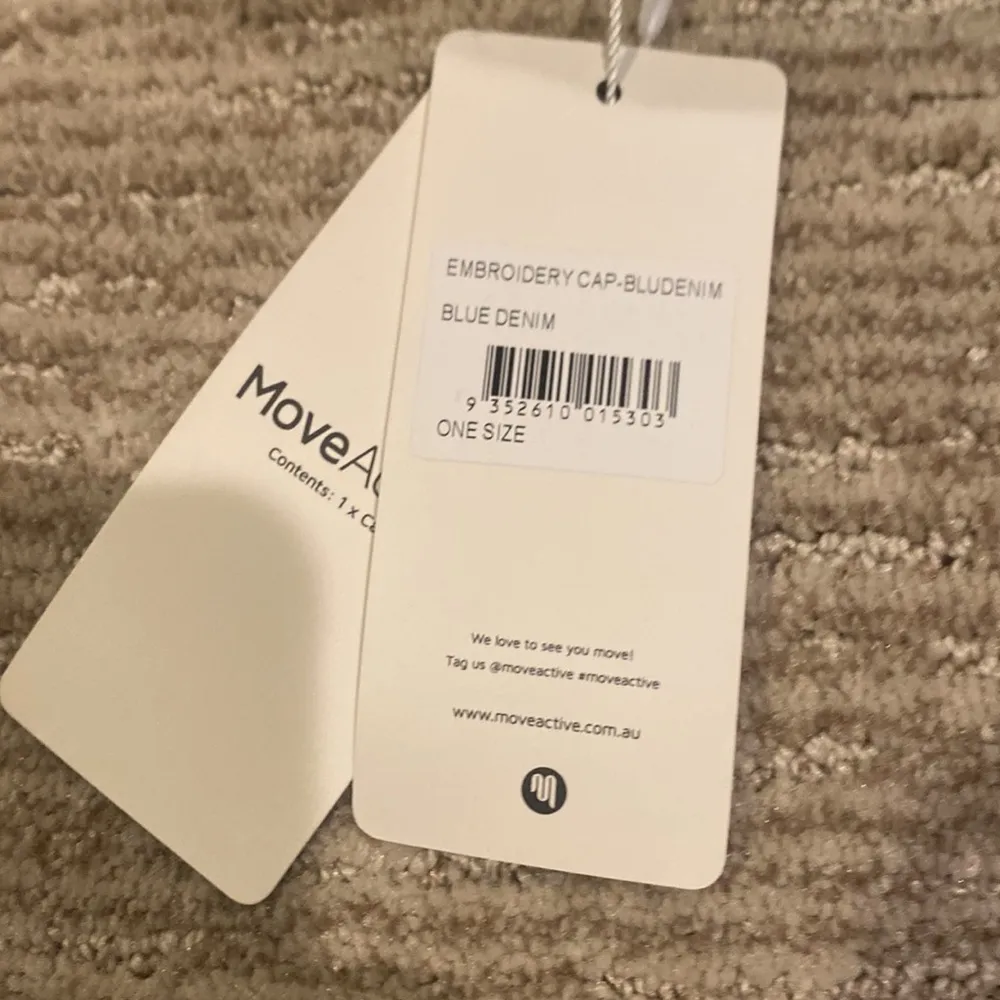 EMBROIDERY CAP-BLUDENIM
BLUE DENIM
9 352610 015303
ONE SIZE
We love to see you move!
Tag us @moveactive #moveactive
www.moveactive.com.au
MoveAc
Contents: 1 x Ca